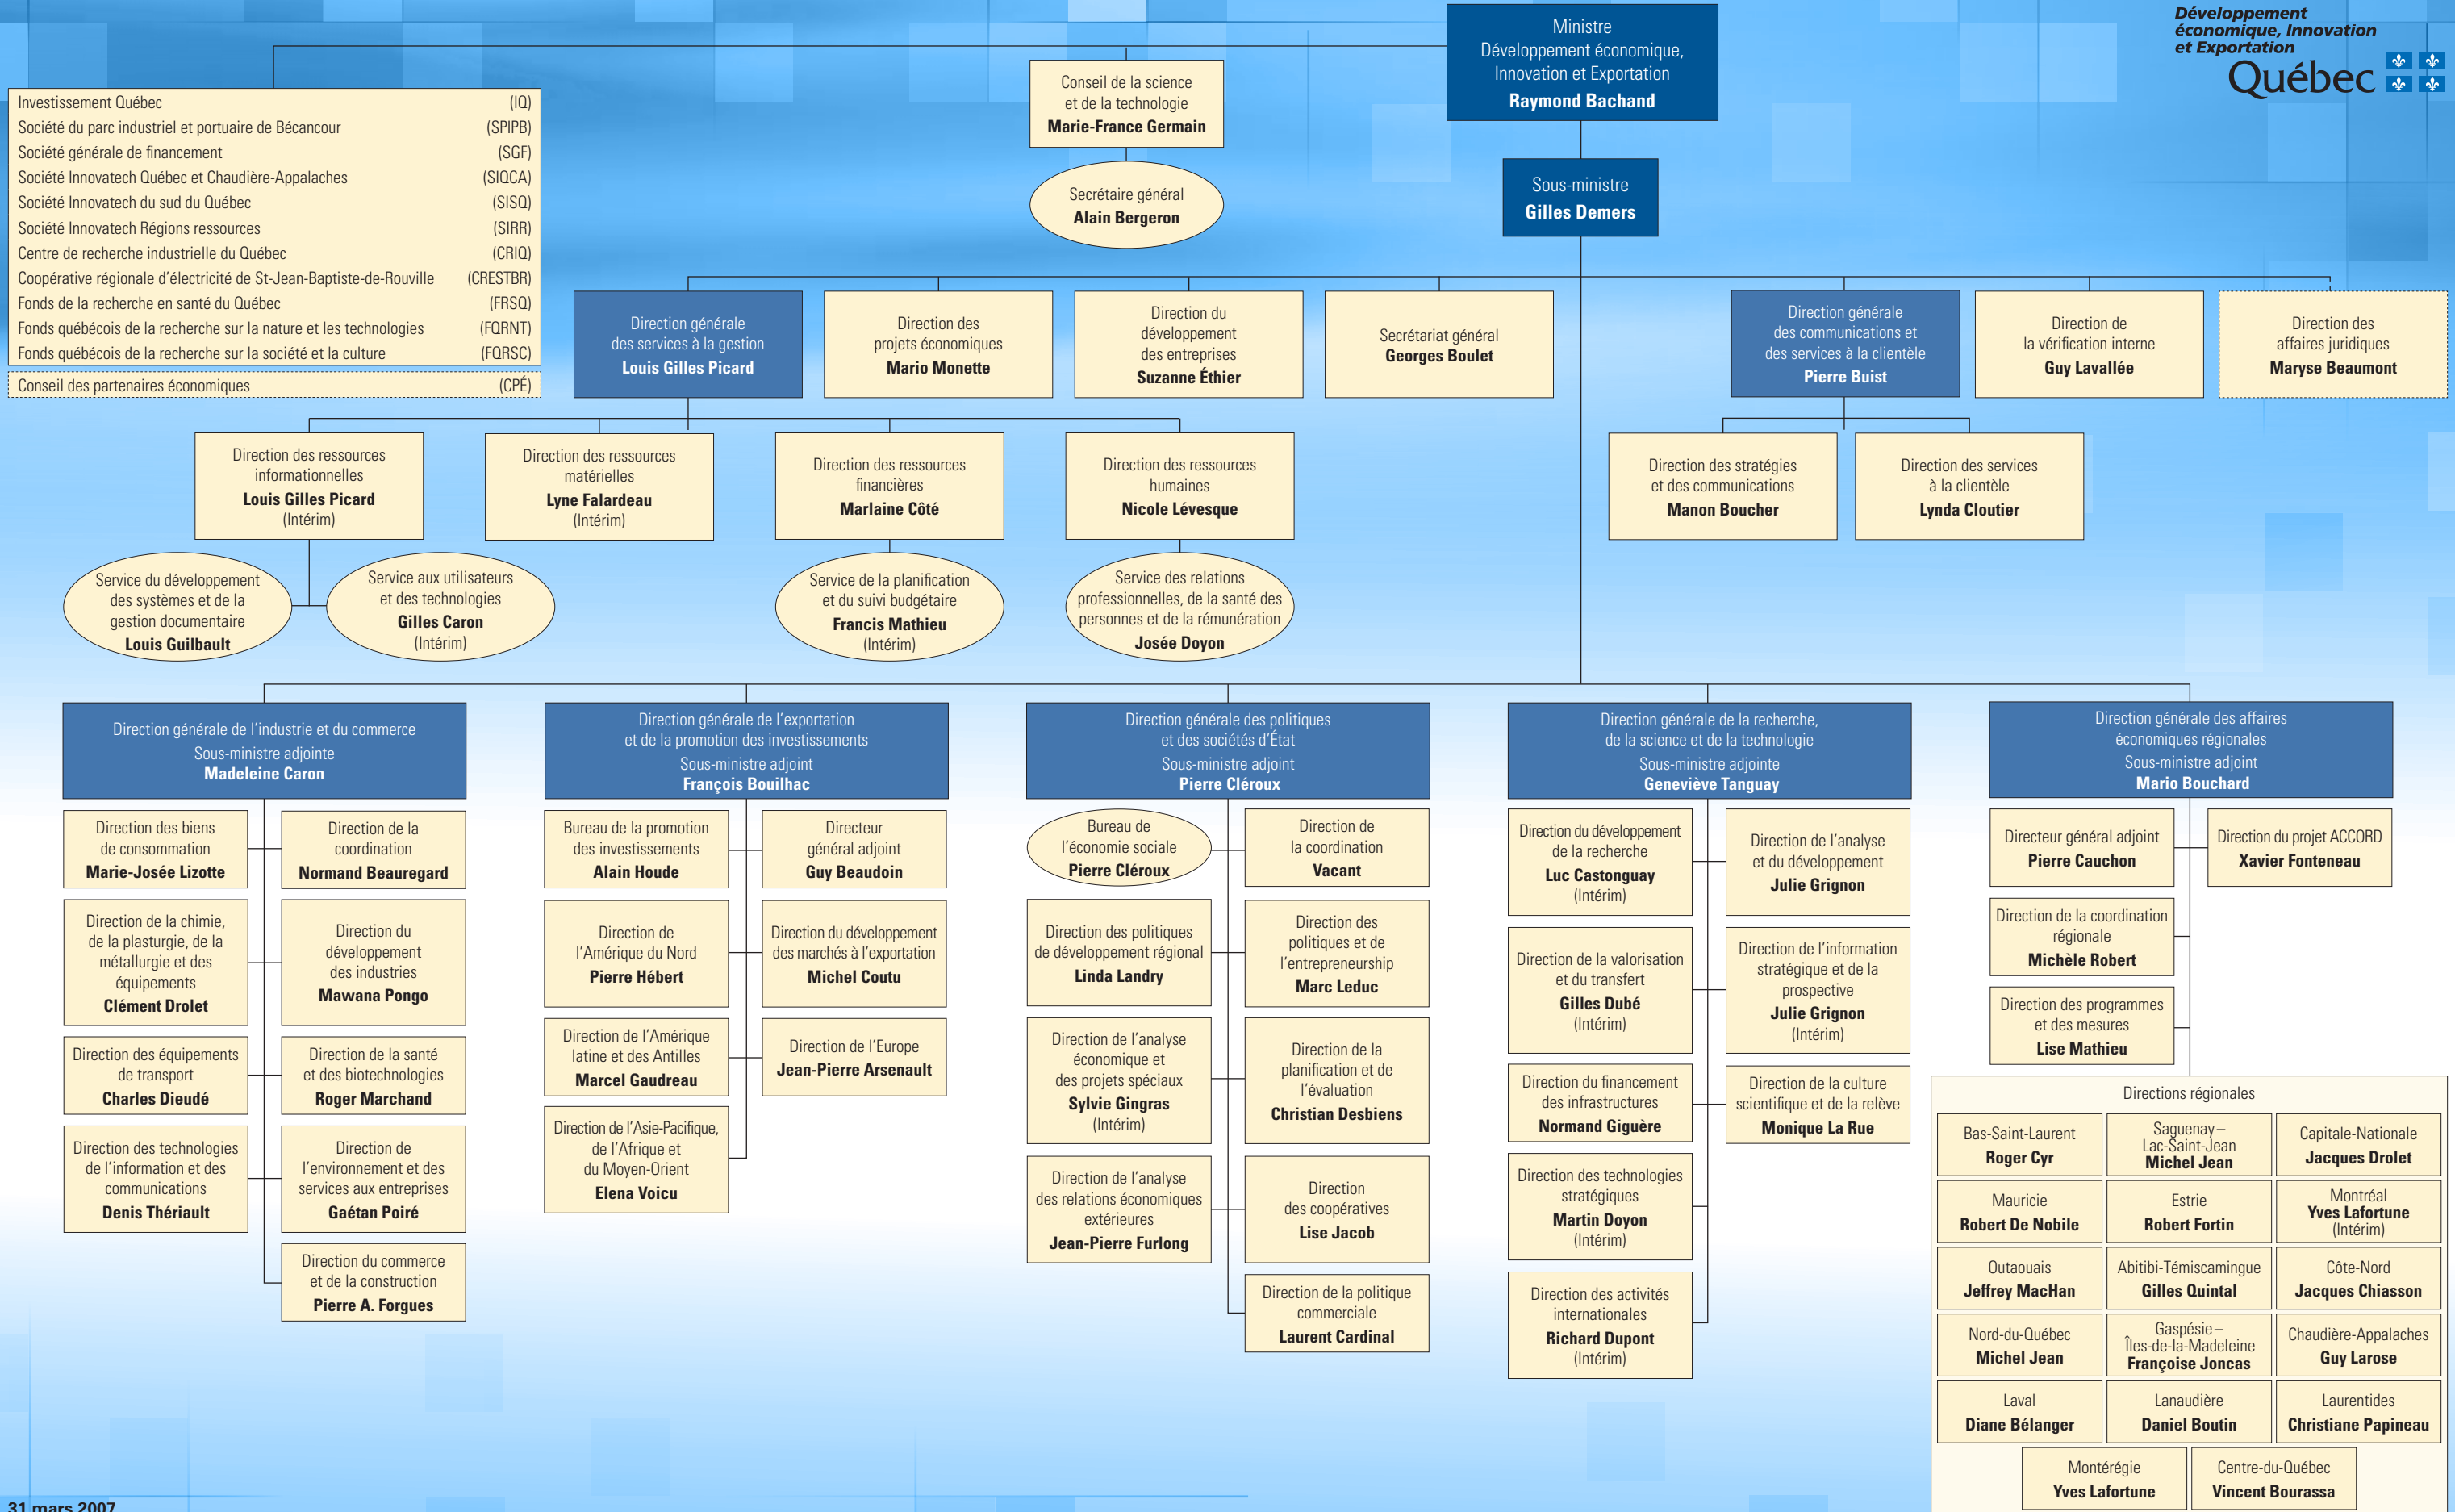 Développement
économique, Innovation
et Exportation
Québec
Ministre
Développement économique,
Innovation et Exportation
Raymond Bachand
Conseil de la science
et de la technologie
Marie-France Germain
Secrétaire général
Alain Bergeron
Sous-ministre
Gilles Demers
Investissement Québec (IQ)
Société du parc industriel et portuaire de Bécancour (SPIPB)
Société générale de financement (SGF)
Société Innovatech Québec et Chaudière-Appalaches (SIQCA)
Société Innovatech du sud du Québec (SISQ)
Société Innovatech Régions ressources (SIRR)
Centre de recherche industrielle du Québec (CRIQ)
Coopérative régionale d'électricité de St-Jean-Baptiste-de-Rouville (CRESTBR)
Fonds de la recherche en santé du Québec (FRSQ)
Fonds québécois de la recherche sur la nature et les technologies (FQRNT)
Fonds québécois de la recherche sur la société et la culture (FQRSC)
Conseil des partenaires économiques (CPÉ)
Direction générale
des services à la gestion
Louis Gilles Picard
Direction des
projets économiques
Mario Monette
Direction du
développement
des entreprises
Suzanne Éthier
Secrétariat général
Georges Boulet
Direction générale
des communications et
des services à la clientèle
Pierre Buist
Direction de
la vérification interne
Guy Lavallée
Direction des
affaires juridiques
Maryse Beaumont
Direction des ressources
informationnelles
Louis Gilles Picard
(Intérim)
Direction des ressources
matérielles
Lyne Falardeau
(Intérim)
Direction des ressources
financières
Marlaine Côté
Direction des ressources
humaines
Nicole Lévesque
Direction des stratégies
et des communications
Manon Boucher
Direction des services
à la clientèle
Lynda Cloutier
Service du développement
des systèmes et de la
gestion documentaire
Louis Guilbault
Service aux utilisateurs
et des technologies
Gilles Caron
(Intérim)
Service de la planification
et du suivi budgétaire
Francis Mathieu
(Intérim)
Service des relations
professionnelles, de la santé des
personnes et de la rémunération
Josée Doyon
Direction générale de l'industrie et du commerce
Sous-ministre adjointe
Madeleine Caron
Direction des biens
de consommation
Marie-Josée Lizotte
Direction de la
coordination
Normand Beauregard
Direction de la chimie,
de la plasturgie, de la
métallurgie et des
équipements
Clément Drolet
Direction du
développement
des industries
Mawana Pongo
Direction des équipements
de transport
Charles Dieudé
Direction de la santé
et des biotechnologies
Roger Marchand
Direction des technologies
de l'information et des
communications
Denis Thériault
Direction de
l'environnement et des
services aux entreprises
Gaétan Poiré
Direction du commerce
et de la construction
Pierre A. Forgues
Direction générale de l'exportation
et de la promotion des investissements
Sous-ministre adjoint
François Bouilhac
Bureau de la promotion
des investissements
Alain Houde
Directeur
général adjoint
Guy Beaudoin
Direction de
l'Amérique du Nord
Pierre Hébert
Direction du développement
des marchés à l'exportation
Michel Coutu
Direction de l'Amérique
latine et des Antilles
Marcel Gaudreau
Direction de l'Europe
Jean-Pierre Arsenault
Direction de l'Asie-Pacifique,
de l'Afrique et
du Moyen-Orient
Elena Voicu
Direction générale des politiques
et des sociétés d'État
Sous-ministre adjoint
Pierre Cléroux
Bureau de
l'économie sociale
Pierre Cléroux
Direction de
la coordination
Vacant
Direction des politiques
de développement régional
Linda Landry
Direction des
politiques et de
l'entrepreneurship
Marc Leduc
Direction de l'analyse
économique et
des projets spéciaux
Sylvie Gingras
(Intérim)
Direction de la
planification et de
l'évaluation
Christian Desbiens
Direction de l'analyse
des relations économiques
extérieures
Jean-Pierre Furlong
Direction
des coopératives
Lise Jacob
Direction de la politique
commerciale
Laurent Cardinal
Direction générale de la recherche,
de la science et de la technologie
Sous-ministre adjointe
Geneviève Tanguay
Direction du développement
de la recherche
Luc Castonguay
(Intérim)
Direction de l'analyse
et du développement
Julie Grignon
Direction de la valorisation
et du transfert
Gilles Dubé
(Intérim)
Direction de l'information
stratégique et de la
prospective
Julie Grignon
(Intérim)
Direction du financement
des infrastructures
Normand Giguère
Direction de la culture
scientifique et de la relève
Monique La Rue
Direction des technologies
stratégiques
Martin Doyon
(Intérim)
Direction des activités
internationales
Richard Dupont
(Intérim)
Direction générale des affaires
économiques régionales
Sous-ministre adjoint
Mario Bouchard
Directeur général adjoint
Pierre Cauchon
Direction du projet ACCORD
Xavier Fonteneau
Direction de la coordination
régionale
Michèle Robert
Direction des programmes
et des mesures
Lise Mathieu
Directions régionales
Bas-Saint-Laurent
Roger Cyr
Saguenay–
Lac-Saint-Jean
Michel Jean
Capitale-Nationale
Jacques Drolet
Mauricie
Robert De Nobile
Estrie
Robert Fortin
Montréal
Yves Lafortune
(Intérim)
Outaouais
Jeffrey MacHan
Abitibi-Témiscamingue
Gilles Quintal
Côte-Nord
Jacques Chiasson
Nord-du-Québec
Michel Jean
Gaspésie–
Îles-de-la-Madeleine
Françoise Joncas
Chaudière-Appalaches
Guy Larose
Laval
Diane Bélanger
Lanaudière
Daniel Boutin
Laurentides
Christiane Papineau
Montérégie
Yves Lafortune
Centre-du-Québec
Vincent Bourassa
31 mars 2007